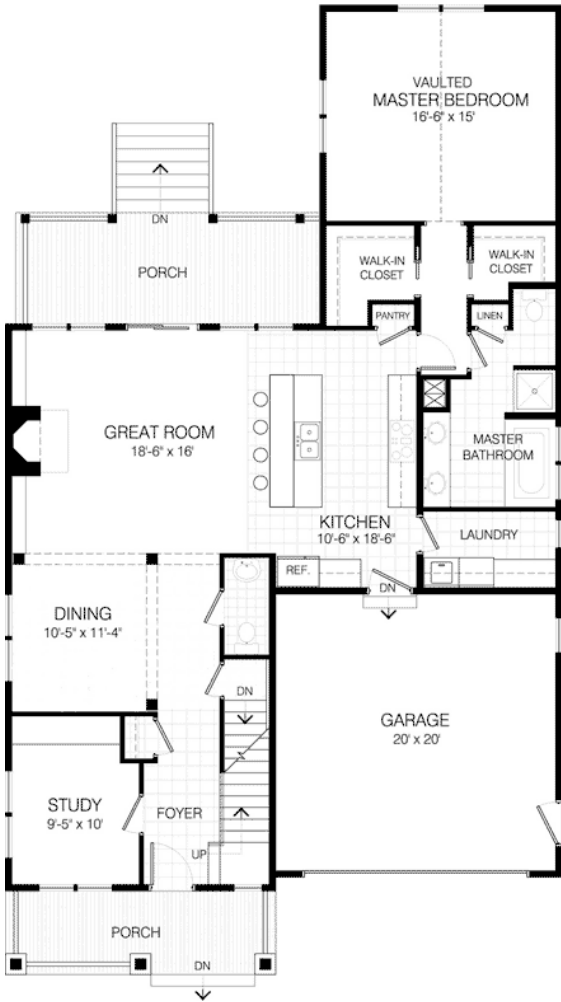 VAULTED
MASTER BEDROOM
16'-6" x 15'
DN
PORCH
WALK-IN
CLOSET
WALK-IN
CLOSET
PANTRY
LINEN
GREAT ROOM
18'-6" x 16'
MASTER
BATHROOM
KITCHEN
10'-6" x 18'-6"
LAUNDRY
REF.
DN
DINING
10'-5" x 11'-4"
DN
GARAGE
20' x 20'
STUDY
9'-5" x 10'
FOYER
UP
PORCH
DN